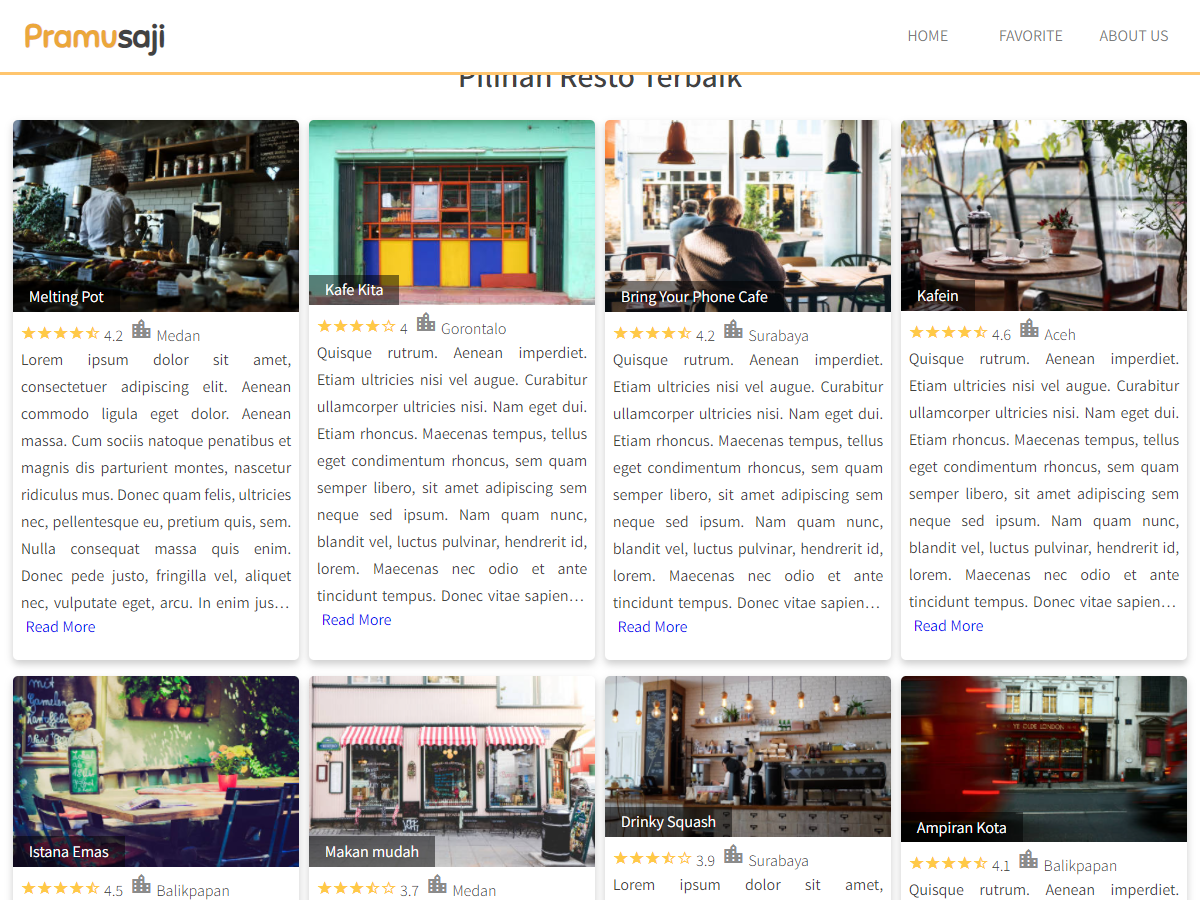 Pramusaji
HOME FAVORITE ABOUT US
Pilihan Resto Terbaik
Melting Pot
4.2 Medan
Lorem ipsum dolor sit amet,
consectetuer adipiscing elit. Aenean
commodo ligula eget dolor. Aenean
massa. Cum sociis natoque penatibus et
magnis dis parturient montes, nascetur
ridiculus mus. Donec quam felis, ultricies
nec, pellentesque eu, pretium quis, sem.
Nulla consequat massa quis enim.
Donec pede justo, fringilla vel, aliquet
nec, vulputate eget, arcu. In enim jus…
Read More
Kafe Kita
4 Gorontalo
Quisque rutrum. Aenean imperdiet.
Etiam ultricies nisi vel augue. Curabitur
ullamcorper ultricies nisi. Nam eget dui.
Etiam rhoncus. Maecenas tempus, tellus
eget condimentum rhoncus, sem quam
semper libero, sit amet adipiscing sem
neque sed ipsum. Nam quam nunc,
blandit vel, luctus pulvinar, hendrerit id,
lorem. Maecenas nec odio et ante
tincidunt tempus. Donec vitae sapien…
Read More
Bring Your Phone Cafe
4.2 Surabaya
Quisque rutrum. Aenean imperdiet.
Etiam ultricies nisi vel augue. Curabitur
ullamcorper ultricies nisi. Nam eget dui.
Etiam rhoncus. Maecenas tempus, tellus
eget condimentum rhoncus, sem quam
semper libero, sit amet adipiscing sem
neque sed ipsum. Nam quam nunc,
blandit vel, luctus pulvinar, hendrerit id,
lorem. Maecenas nec odio et ante
tincidunt tempus. Donec vitae sapien…
Read More
Kafein
4.6 Aceh
Quisque rutrum. Aenean imperdiet.
Etiam ultricies nisi vel augue. Curabitur
ullamcorper ultricies nisi. Nam eget dui.
Etiam rhoncus. Maecenas tempus, tellus
eget condimentum rhoncus, sem quam
semper libero, sit amet adipiscing sem
neque sed ipsum. Nam quam nunc,
blandit vel, luctus pulvinar, hendrerit id,
lorem. Maecenas nec odio et ante
tincidunt tempus. Donec vitae sapien…
Read More
Istana Emas
4.5 Balikpapan
Makan mudah
3.7 Medan
Drinky Squash
3.9 Surabaya
Lorem ipsum dolor sit amet,
YE OLDE LONDON
Ampiran Kota
4.1 Balikpapan
Quisque rutrum. Aenean imperdiet.